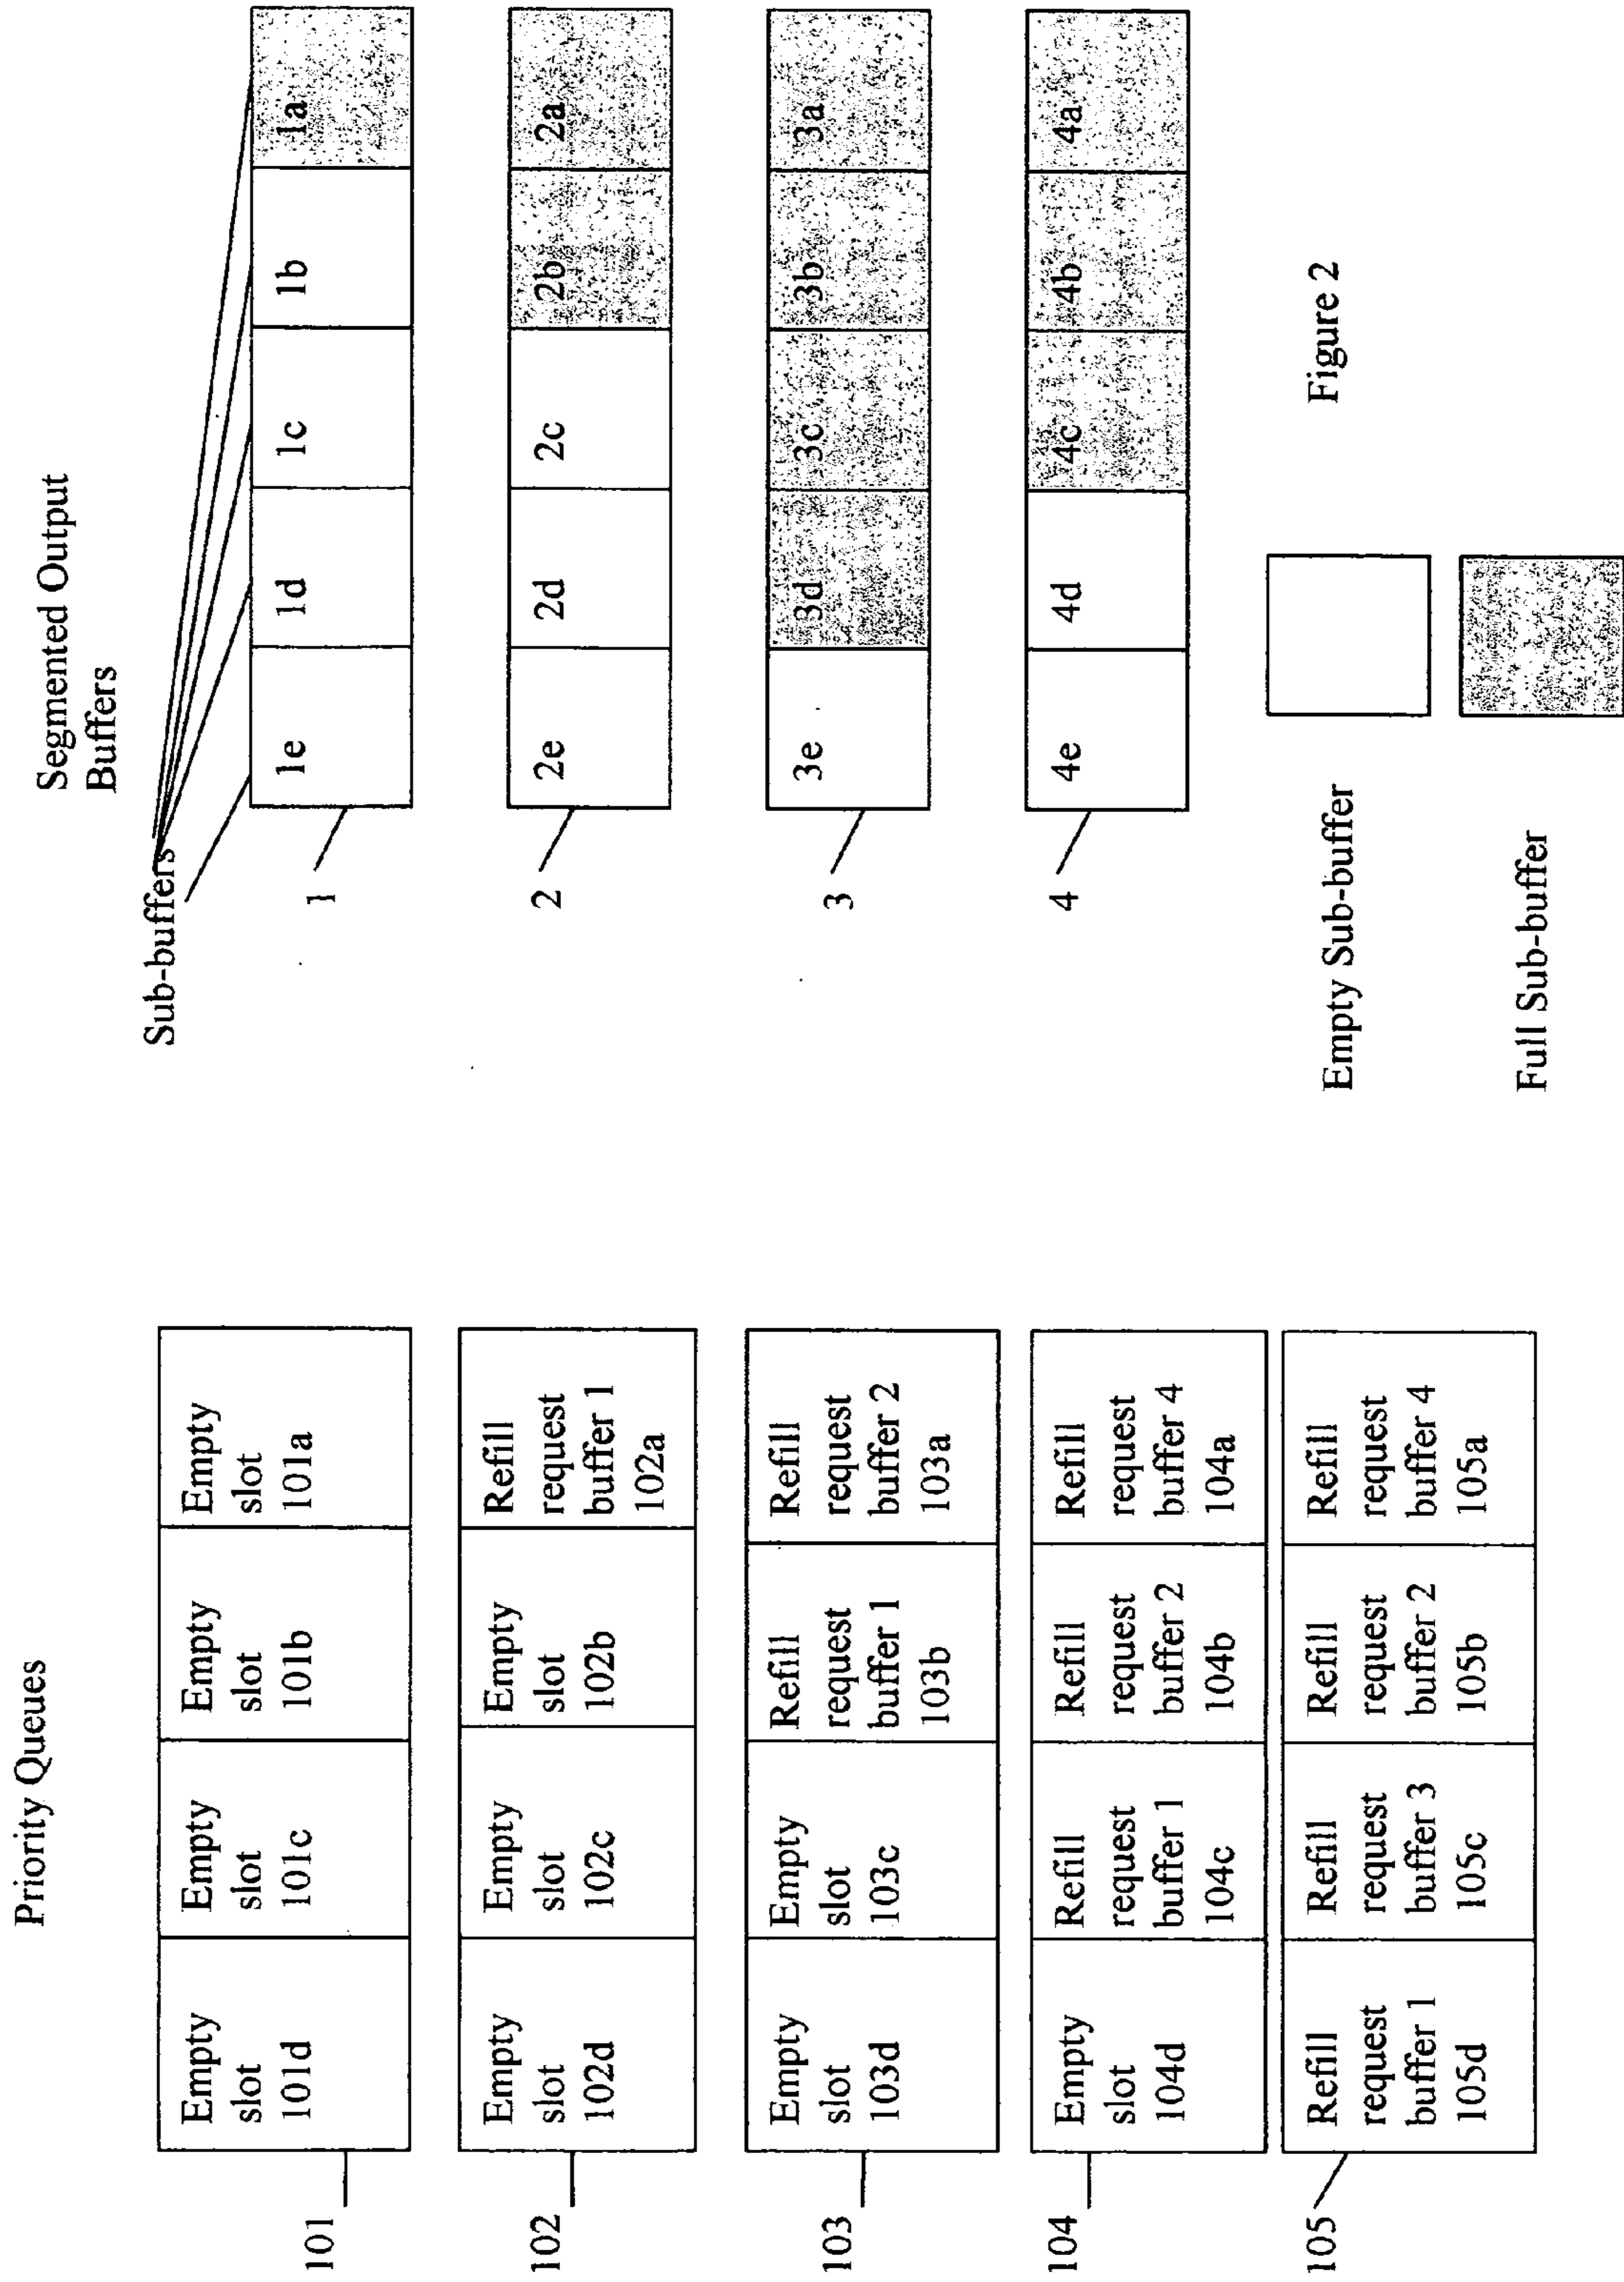 Priority Queues
101
Empty
slot
101d
Empty
slot
101c
Empty
slot
101b
Empty
slot
101a
102
Empty
slot
102d
Empty
slot
102c
Empty
slot
102b
Refill
request
buffer 1
102a
103
Empty
slot
103d
Empty
slot
103c
Refill
request
buffer 1
103b
Refill
request
buffer 2
103a
104
Empty
slot
104d
Refill
request
buffer 1
104c
Refill
request
buffer 2
104b
Refill
request
buffer 4
104a
105
Refill
request
buffer 1
105d
Refill
request
buffer 3
105c
Refill
request
buffer 2
105b
Refill
request
buffer 4
105a
Segmented Output
Buffers
Sub-buffers
1
1e
1d
1c
1b
1a
2
2e
2d
2c
2b
2a
3
3e
3d
3c
3b
3a
4
4e
4d
4c
4b
4a
Empty Sub-buffer
Full Sub-buffer
Figure 2